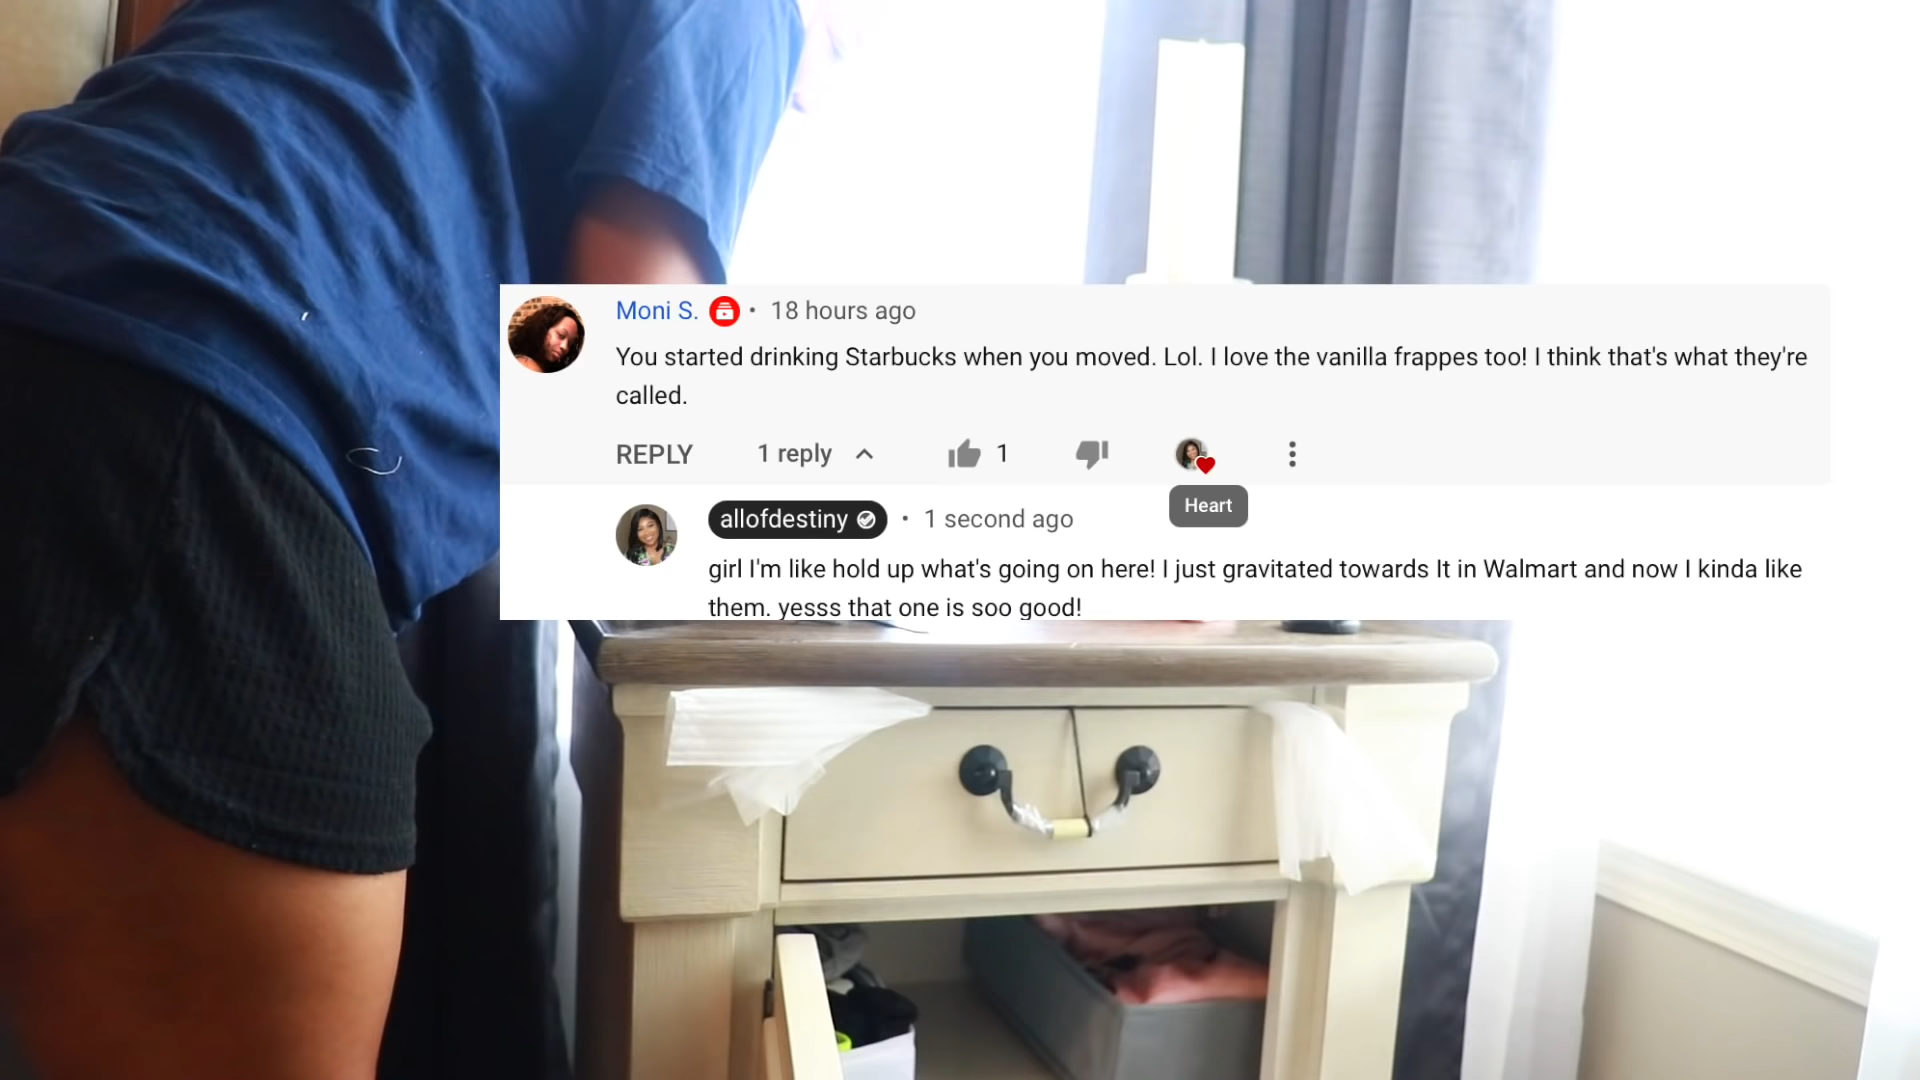 Moni S. • 18 hours ago
You started drinking Starbucks when you moved. Lol. I love the vanilla frappes too! I think that's what they're
called.
REPLY 1 reply 1
Heart
allofdestiny • 1 second ago
girl I'm like hold up what's going on here! I just gravitated towards It in Walmart and now I kinda like
them. yesss that one is soo good!